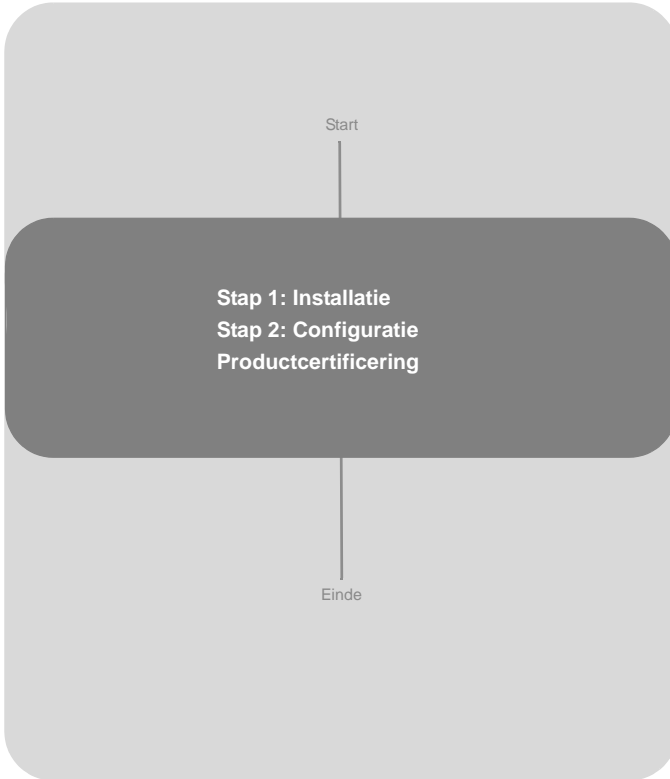 Start
Stap 1: Installatie
Stap 2: Configuratie
Productcertificering
Einde